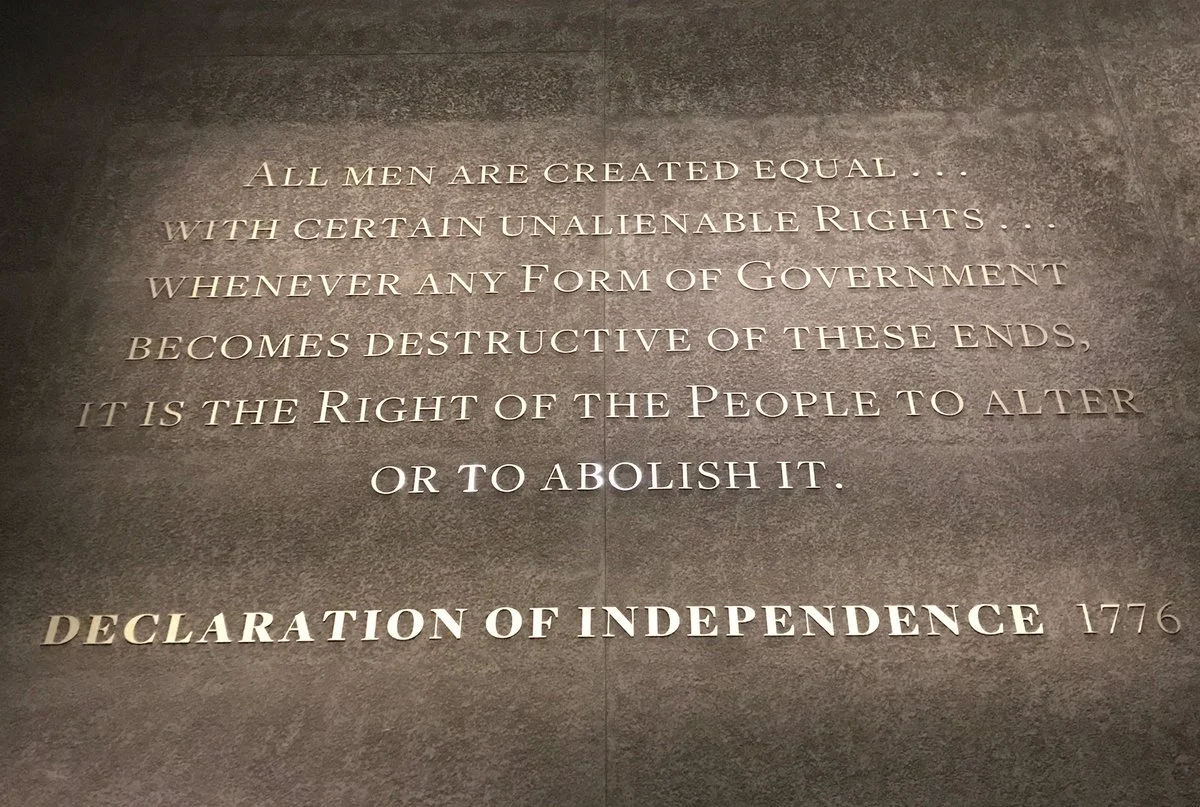 All men are created equal . . .
with certain unalienable Rights . . .
whenever any Form of Government
becomes destructive of these ends,
it is the Right of the People to alter
or to abolish it.
DECLARATION OF INDEPENDENCE 1776